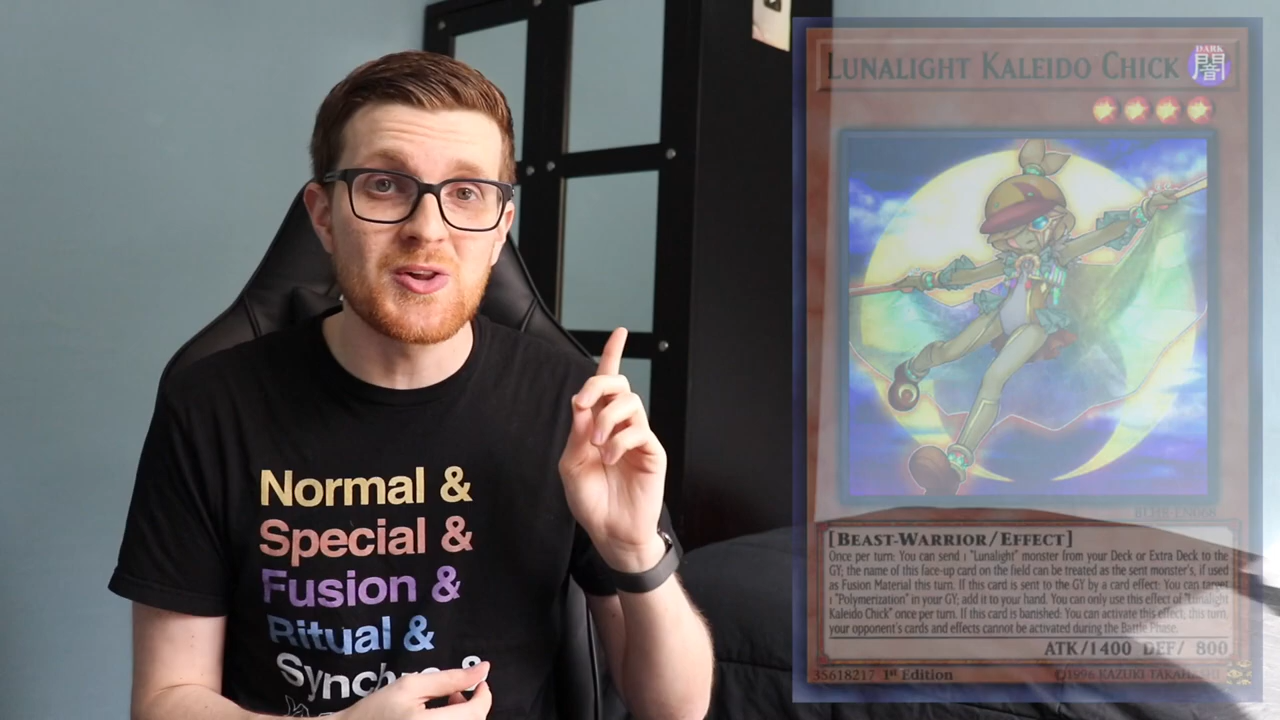 Normal &
Special &
Fusion &
Ritual &
Synchro &
LUNALIGHT KALEIDO CHICK
DARK
闇
[BEAST-WARRIOR/EFFECT]
Once per turn: You can send 1 "Lunalight" monster from your Deck or Extra Deck to the
GY; the name of this face-up card on the field can be treated as the sent monster's, if used
as Fusion Material this turn. If this card is sent to the GY by a card effect: You can target
1 "Polymerization" in your GY; add it to your hand. You can only use this effect of "Lunalight
Kaleido Chick" once per turn. If this card is banished: You can activate this effect; this turn,
your opponent's cards and effects cannot be activated during the Battle Phase.
ATK/1400 DEF/ 800
35618217 1st Edition ©1996 KAZUKI TAKAHASHI